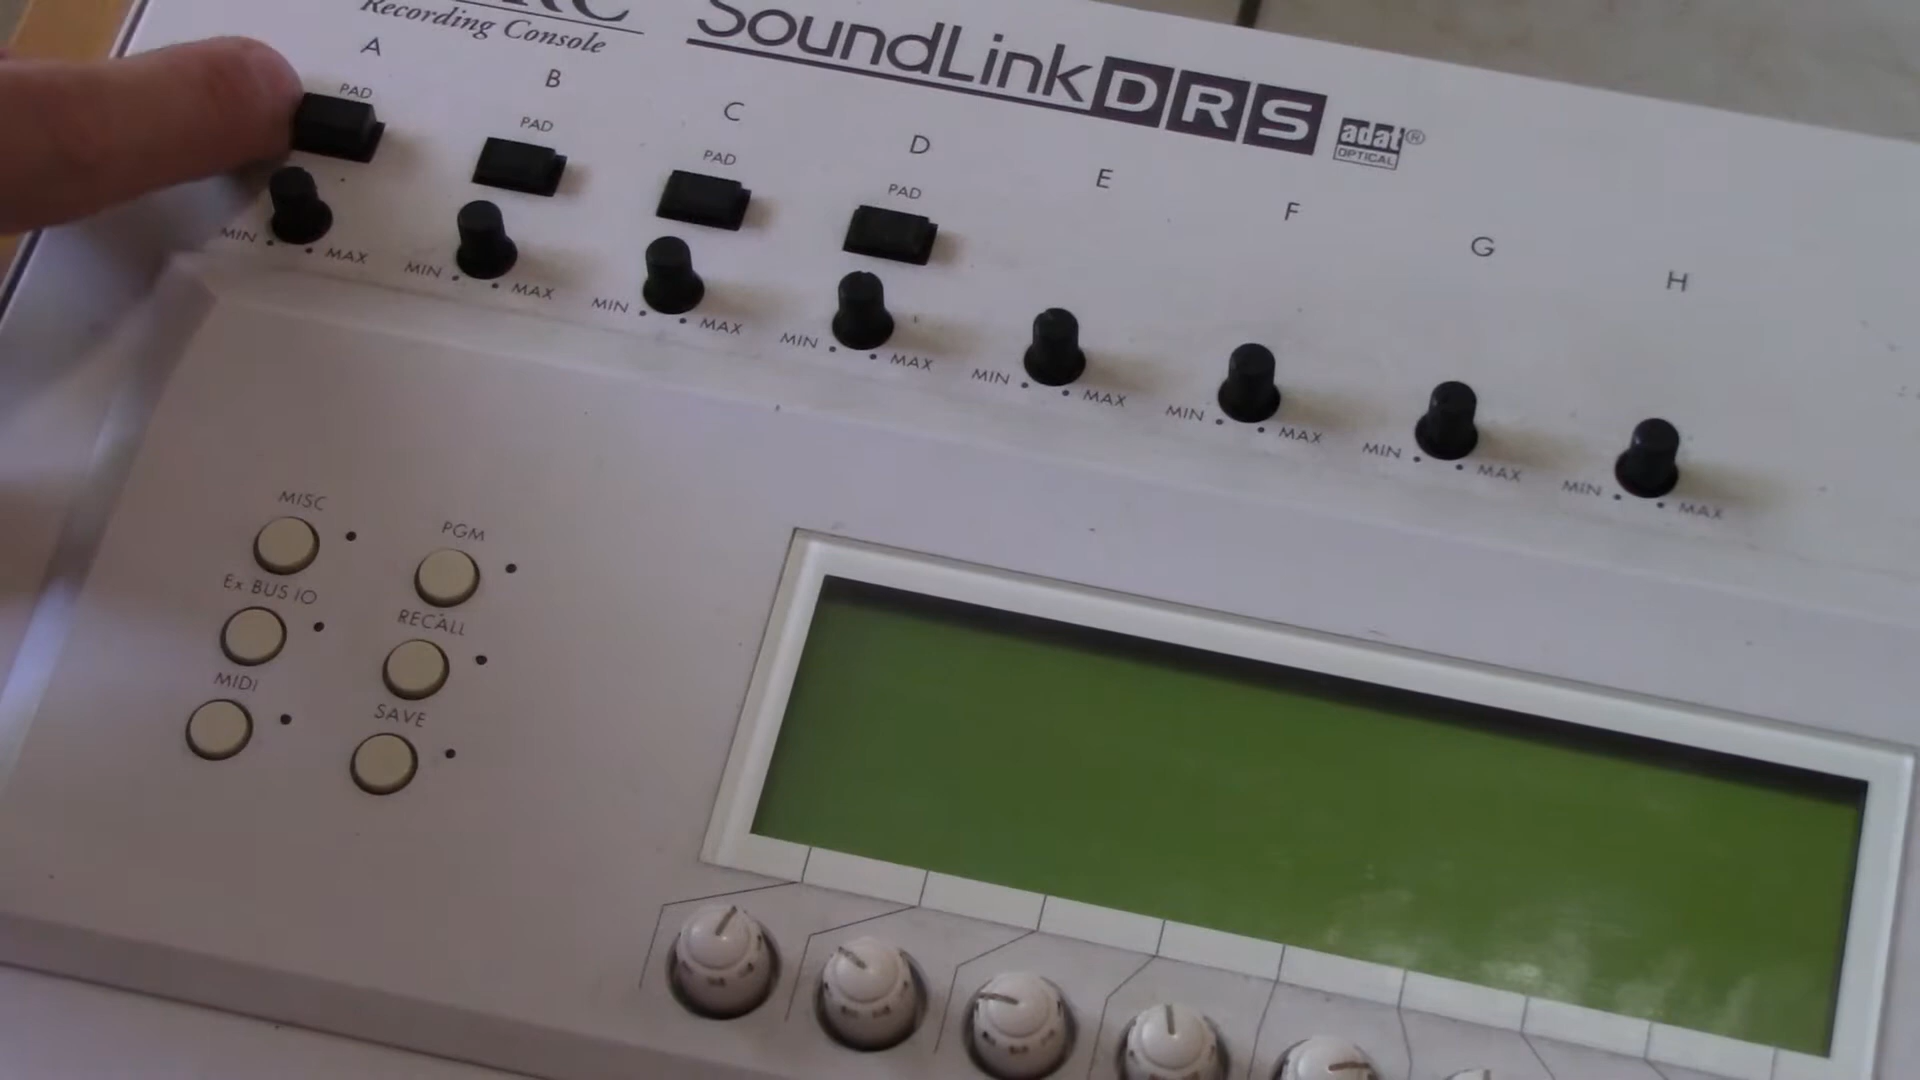 Recording Console
SoundLink DRS
adat®
OPTICAL
A B C D E F G H
PAD PAD PAD PAD
MIN MAX MIN MAX MIN MAX MIN MAX MIN MAX MIN MAX MIN MAX MIN MAX
MISC PGM
Ex.BUS IO RECALL
MIDI SAVE